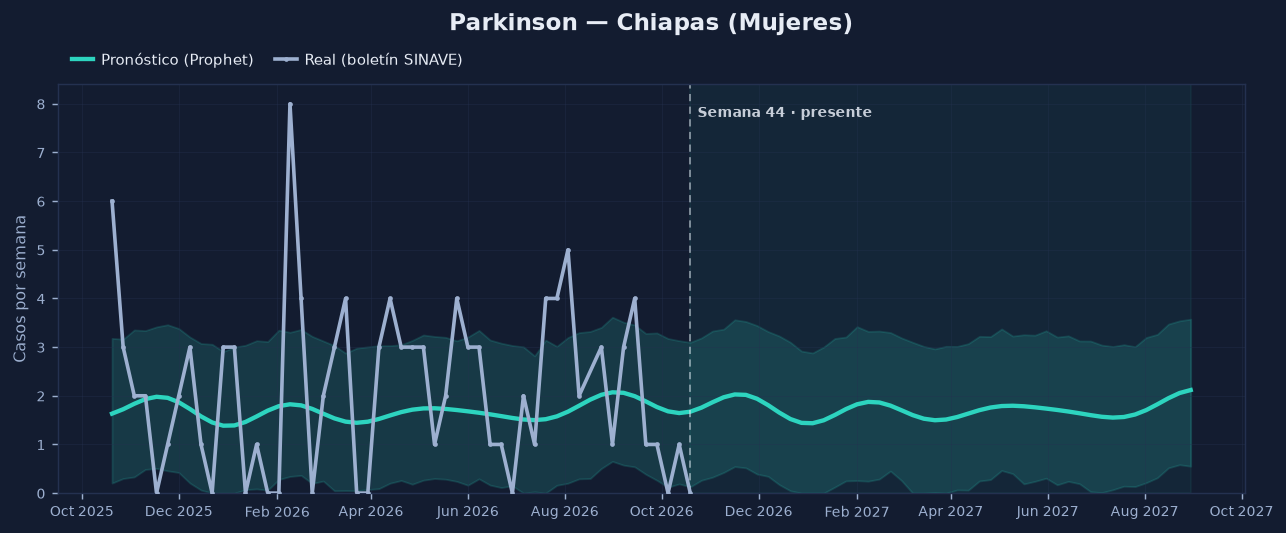 Parkinson — Chiapas (Mujeres)
Pronóstico (Prophet)
Real (boletín SINAVE)
Semana 44 · presente
Casos por semana
8
7
6
5
4
3
2
1
0
Oct 2025
Dec 2025
Feb 2026
Apr 2026
Jun 2026
Aug 2026
Oct 2026
Dec 2026
Feb 2027
Apr 2027
Jun 2027
Aug 2027
Oct 2027